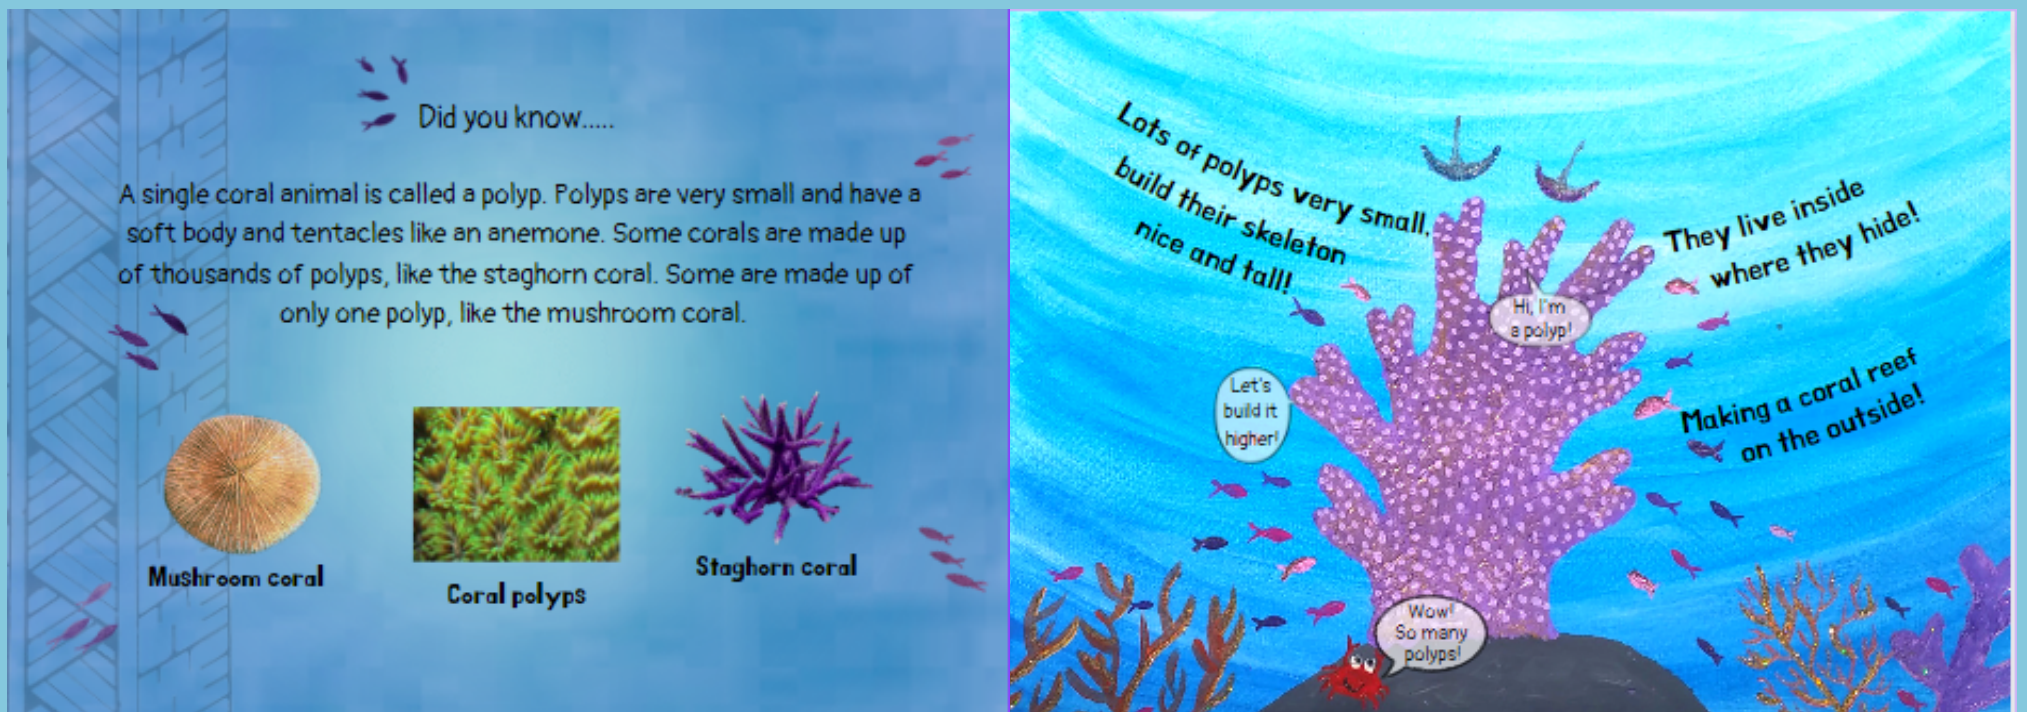 Did you know.....
A single coral animal is called a polyp. Polyps are very small and have a
soft body and tentacles like an anemone. Some corals are made up
of thousands of polyps, like the staghorn coral. Some are made up of
only one polyp, like the mushroom coral.
Mushroom coral
Coral polyps
Staghorn coral
Lots of polyps very small,
build their skeleton
nice and tall!
They live inside
where they hide!
Hi, I'm
a polyp!
Let's
build it
higher!
Making a coral reef
on the outside!
Wow!
So many
polyps!